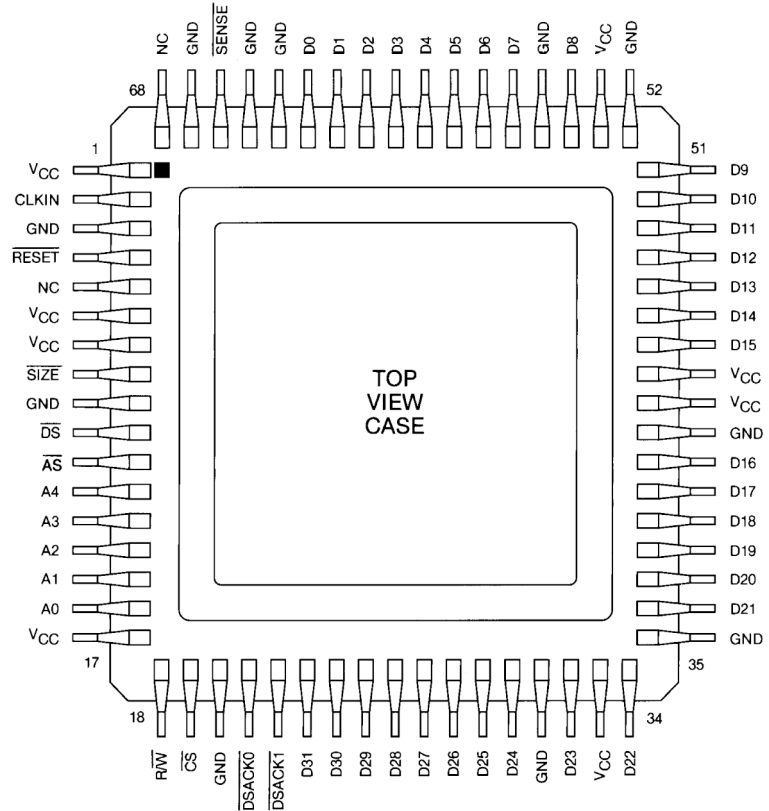 NC
GND
SENSE
GND
GND
D0
D1
D2
D3
D4
D5
D6
D7
GND
D8
VCC
GND
68
52
1
51
VCC
CLKIN
GND
RESET
NC
VCC
VCC
SIZE
GND
DS
AS
A4
A3
A2
A1
A0
VCC
TOP
VIEW
CASE
D9
D10
D11
D12
D13
D14
D15
VCC
VCC
GND
D16
D17
D18
D19
D20
D21
GND
17
35
18
34
R/W
CS
GND
DSACK0
DSACK1
D31
D30
D29
D28
D27
D26
D25
D24
GND
D23
VCC
D22